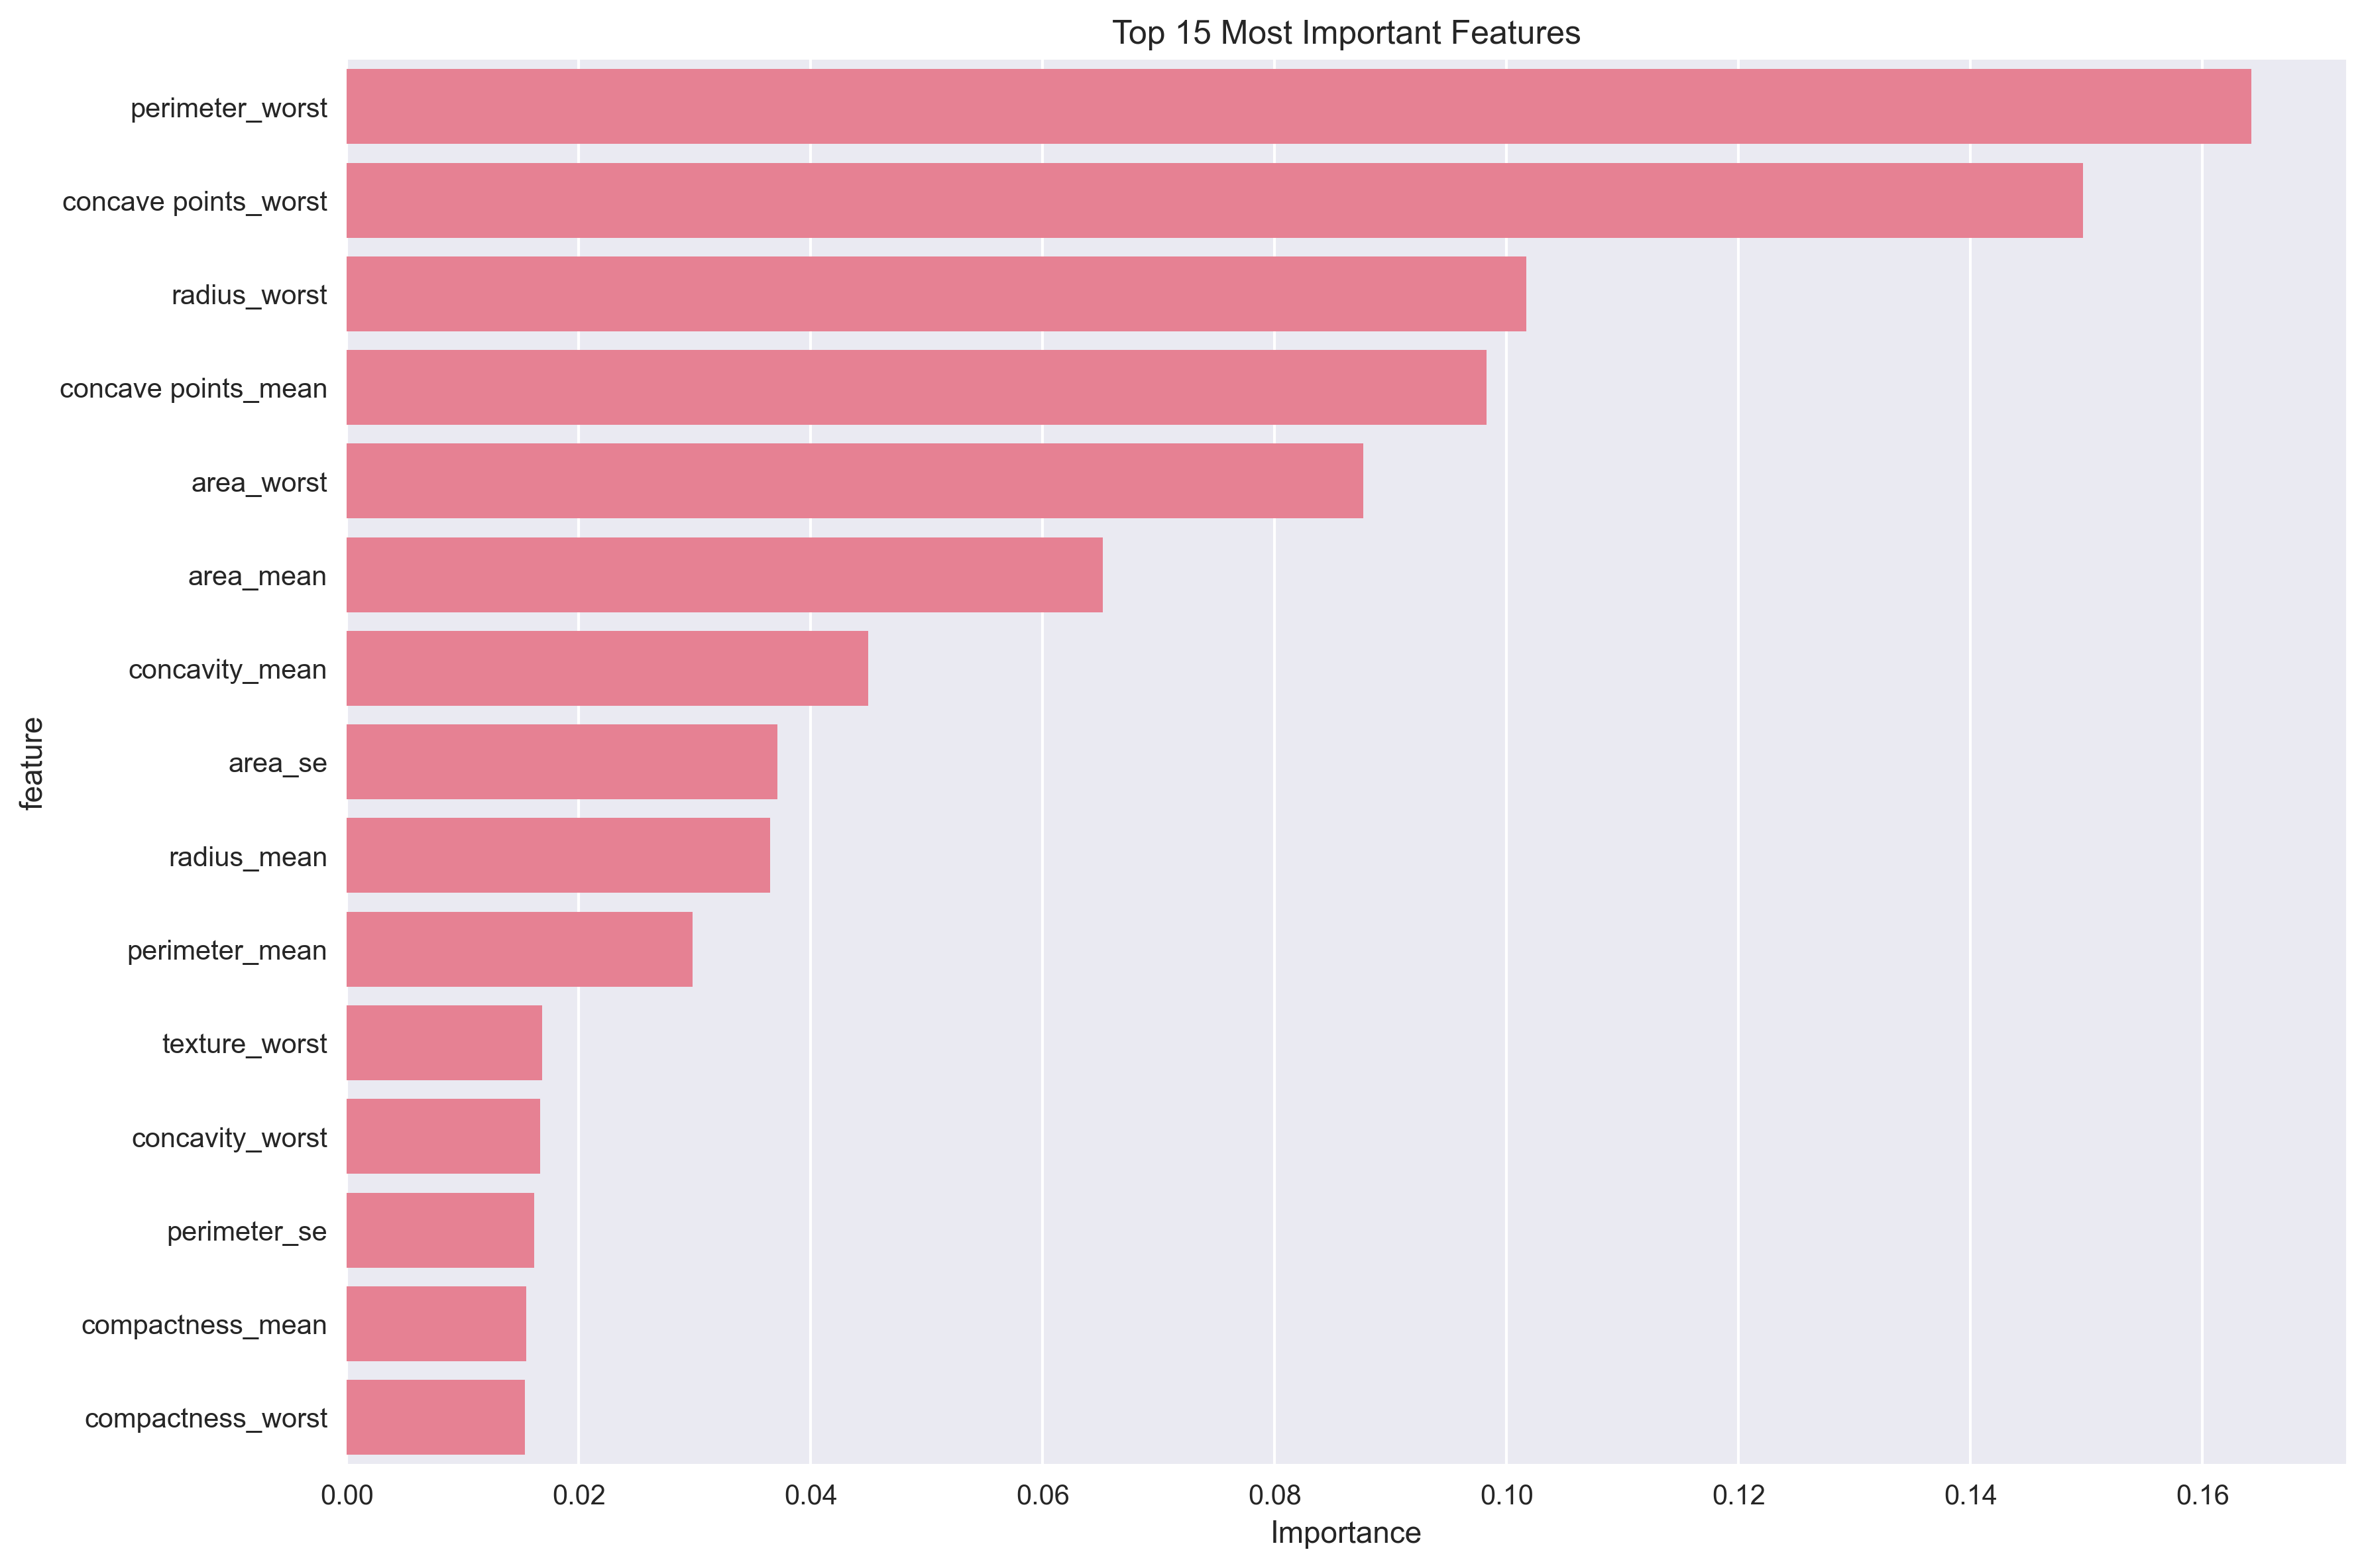 Top 15 Most Important Features
feature
perimeter_worst
concave points_worst
radius_worst
concave points_mean
area_worst
area_mean
concavity_mean
area_se
radius_mean
perimeter_mean
texture_worst
concavity_worst
perimeter_se
compactness_mean
compactness_worst
0.00 0.02 0.04 0.06 0.08 0.10 0.12 0.14 0.16
Importance